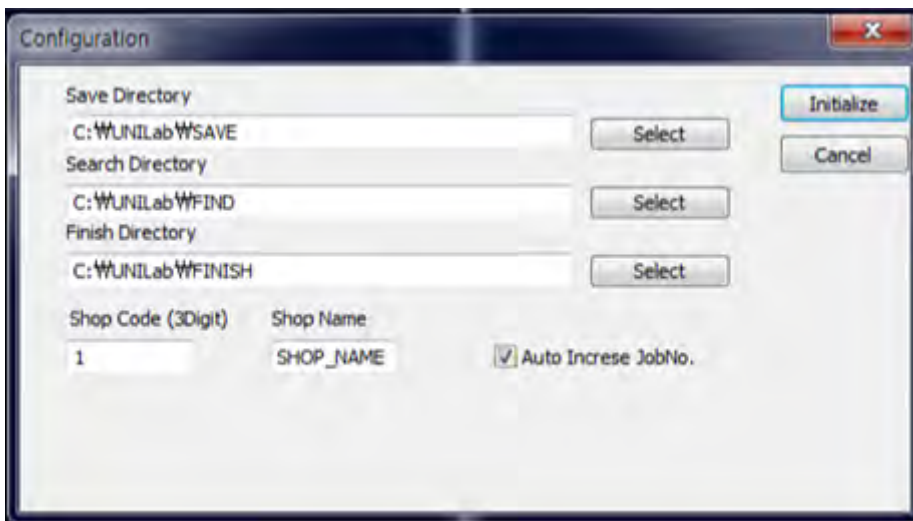 Configuration
Save Directory
C:₩UNILab₩SAVE
Select
Initialize
Search Directory
Cancel
C:₩UNILab₩FIND
Select
Finish Directory
C:₩UNILab₩FINISH
Select
Shop Code (3Digit) Shop Name
1 SHOP_NAME Auto Increse JobNo.